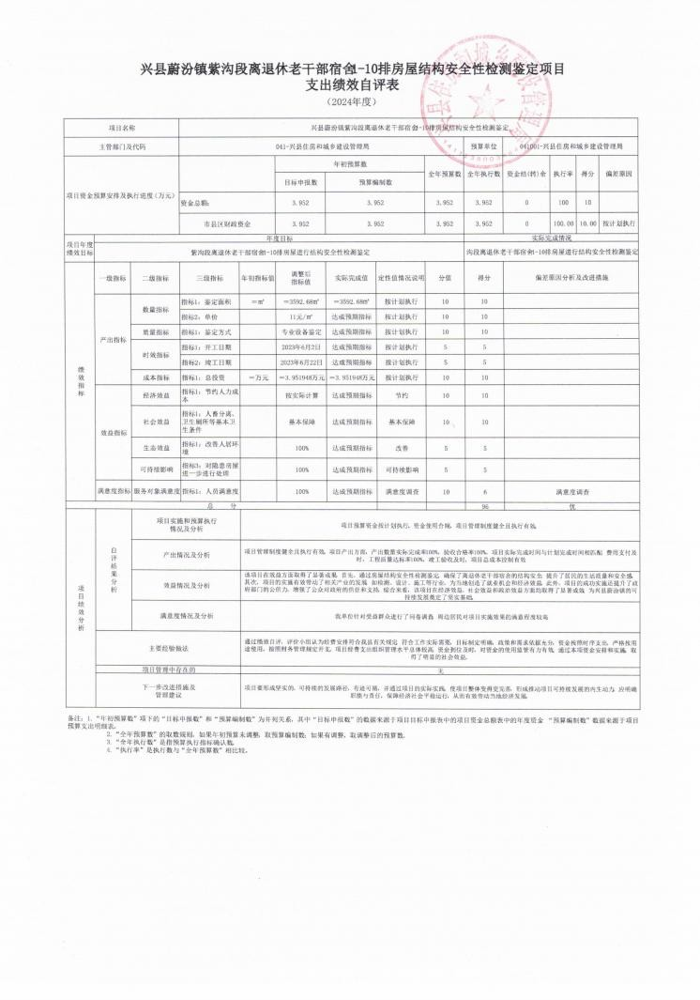 兴县蔚汾镇紫沟段离退休老干部宿舍1-10排房屋结构安全性检测鉴定项目
支出绩效自评表
（2024年度）
项目名称 兴县蔚汾镇紫沟段离退休老干部宿舍1-10排房屋结构安全性检测鉴定
主管部门及代码 041-兴县住房和城乡建设管理局 预算单位 041001-兴县住房和城乡建设管理局
项目资金预算安排及执行进度（万元） 年初预算数 全年预算数 全年执行数 资金结(转)余 执行率 得分 偏差原因
目标申报数 预算编制数
资金总额: 3.952 3.952 3.952 3.952 0 100 10
市县区财政资金 3.952 3.952 3.952 3.952 0 100.00 10.00 按计划执行
项目年度绩效目标 年度目标 实际完成情况
紫沟段离退休老干部宿舍1-10排房屋进行结构安全性检测鉴定 沟段离退休老干部宿舍1-10排房屋进行结构安全性检测鉴定
绩效指标 一级指标 二级指标 三级指标 年初指标值 调整后指标值 实际完成值 定性值情况说明 分值 得分 偏差原因分析及改进措施
产出指标 数量指标 指标1：鉴定面积 =㎡ =3592.68㎡ =3592.68㎡ 按计划执行 10 10
指标2：单价 11元/㎡ 达成预期指标 按计划执行 10 10
质量指标 指标1：鉴定方式 专业设备鉴定 达成预期指标 按计划执行 10 10
时效指标 指标1：开工日期 2023年6月2日 达成预期指标 按计划执行 5 5
指标2：竣工日期 2023年6月22日 达成预期指标 按计划执行 5 5
成本指标 指标1：总投资 =万元 =3.951948万元 =3.951948万元 按计划执行 10 10
效益指标 经济效益 指标1：节约人力成本 按实际计算 达成预期指标 节约 10 10
社会效益 指标1：人畜分离、卫生厕所等基本卫生条件 基本保障 达成预期指标 基本保障 10 10
生态效益 指标1：改善人居环境 100% 达成预期指标 改善 5 5
可持续影响 指标3：对隐患房屋进一步进行处理 100% 达成预期指标 可持续影响 5 5
满意度指标 服务对象满意度 指标1：人员满意度 100% 达成预期指标 满意度调查 10 6 满意度调查
总 分 96 优
项目绩效分析 自评结果分析 项目实施和预算执行情况及分析 项目预算资金按计划执行，资金使用合规，项目管理制度健全且执行有效。
产出情况及分析 项目管理制度健全且执行有效。项目产出方面，产出数量实际完成率100%，验收合格率100%，项目实际完成时间与计划完成时间相匹配，费用支付及时，工程质量达标率100%，竣工验收及时，项目总成本控制有效
效益情况及分析 该项目在效益方面取得了显著成果。首先，通过房屋结构安全性检测鉴定，确保了离退休老干部宿舍的结构安全，提升了居民的生活质量和安全感。
其次，项目的实施有效带动了相关产业的发展，如检测、设计、施工等行业，为当地创造了就业机会和经济效益。此外，项目的成功实施还提升了政
府部门的公信力，增强了公众对政府的信任和支持。综合来看，该项目在经济效益、社会效益和政治效益方面均取得了显著成效，为兴县蔚汾镇的可
持续发展奠定了坚实基础。
满意度情况及分析 我单位针对受益群众进行了问卷调查，周边居民对项目实施效果的满意程度较高
主要经验做法 通过绩效自评，评价小组认为经费安排符合我县有关规定，符合工作实际需要，目标制定明确，政策和需求依据充分，资金按照时序支出，严格按用
途使用，按照财务管理规定开支，项目经费支出组织管理水平总体较高，资金到位及时，对资金的使用监管有力有效。通过本项资金安排和实施，取
得了明显的社会效益。
项目管理中存在的 无
下一步改进措施及管理建议 项目要形成坚实的、可持续的发展路径，有迹可循，并通过项目的实际实践，使项目整体变得更完善，形成推动项目可持续发展的内生动力，应明确
职能与责任，保障经济社会平稳运行，从而有效带动当地经济发展。
备注：1.“年初预算数”项下的“目标申报数”和“预算编制数”为并列关系，其中“目标申报数”的数据来源于项目目标申报表中的项目资金总额表中的年度资金，“预算编制数”数据来源于项目
预算支出明细表。
2.“全年预算数”的取数规则，如果年初预算未调整，取预算编制数；如果有调整，取调整后的预算数。
3.“全年执行数”是指预算执行指标确认数。
4.“执行率”是执行数与“全年预算数”相比较。